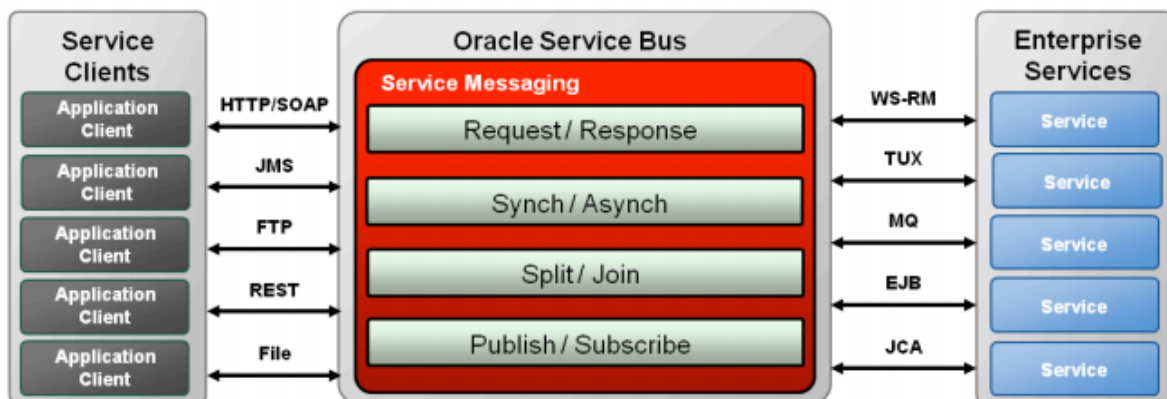 Service
Clients
Application
Client
Application
Client
Application
Client
Application
Client
Application
Client
HTTP/SOAP
JMS
FTP
REST
File
Oracle Service Bus
Service Messaging
Request / Response
Synch / Asynch
Split / Join
Publish / Subscribe
WS-RM
TUX
MQ
EJB
JCA
Enterprise
Services
Service
Service
Service
Service
Service